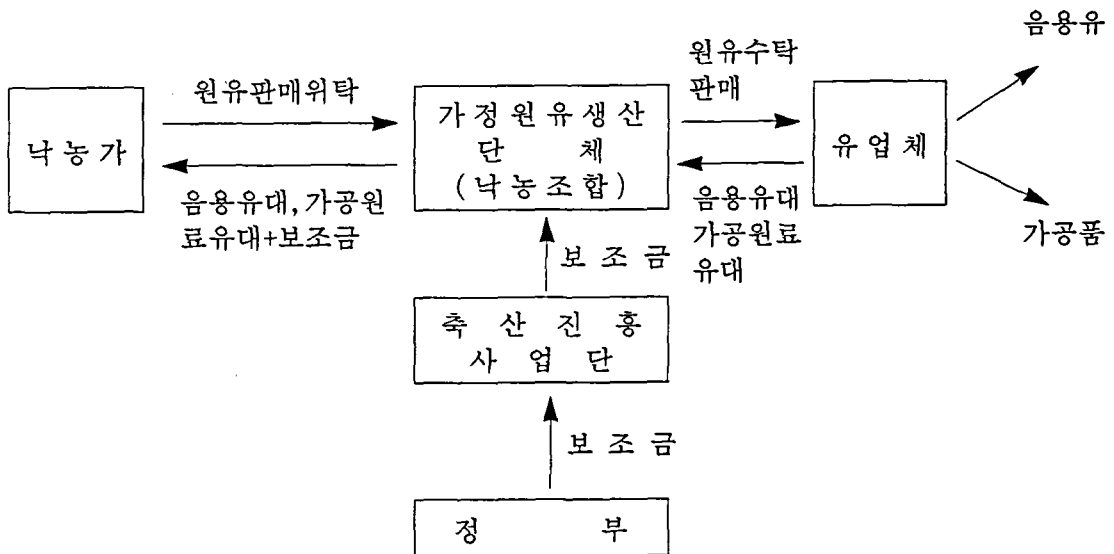 음용유
원유판매위탁
원유수탁
판매
낙 농 가
가 정 원 유 생 산
단 체
( 낙 농 조 합 )
유 업 체
음용유대, 가공원
료유대+보조금
음용유대
가공원료
유대
가공품
보 조 금
축 산 진 흥
사 업 단
보 조 금
정 부